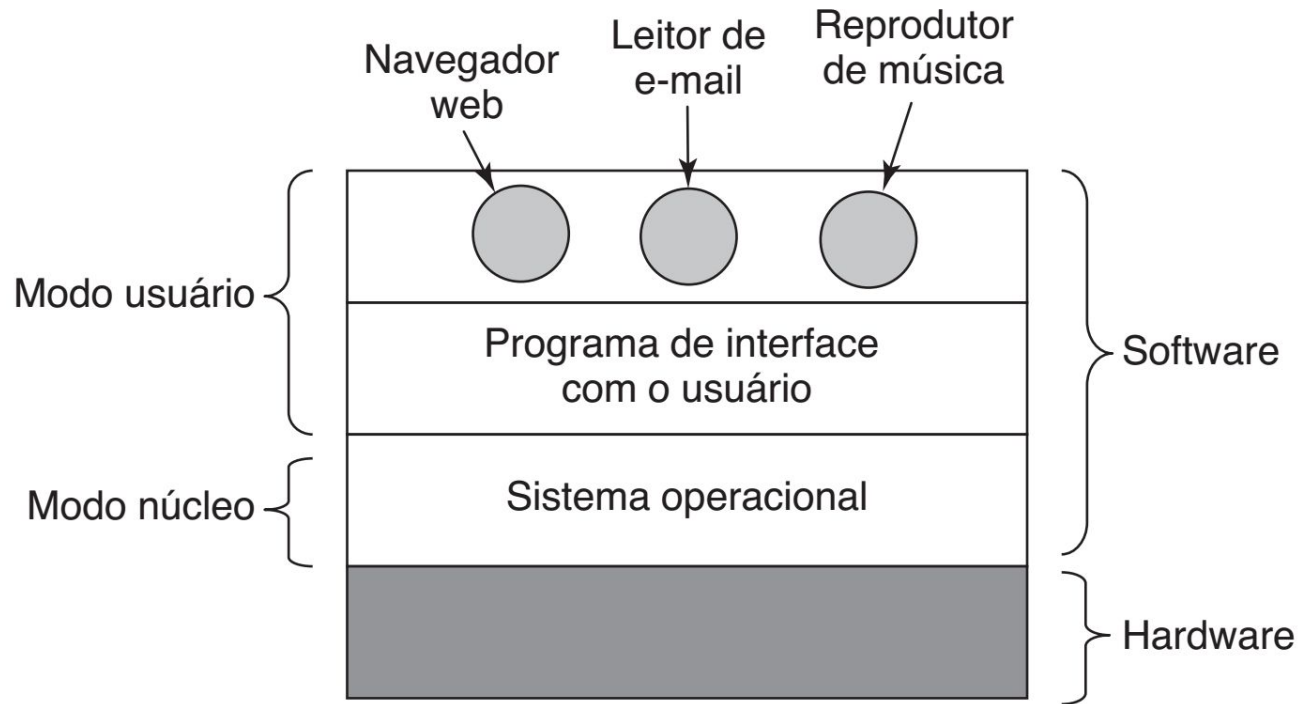 Navegador
web
Leitor de
e-mail
Reprodutor
de música
Modo usuário
Programa de interface
com o usuário
Software
Modo núcleo
Sistema operacional
Hardware